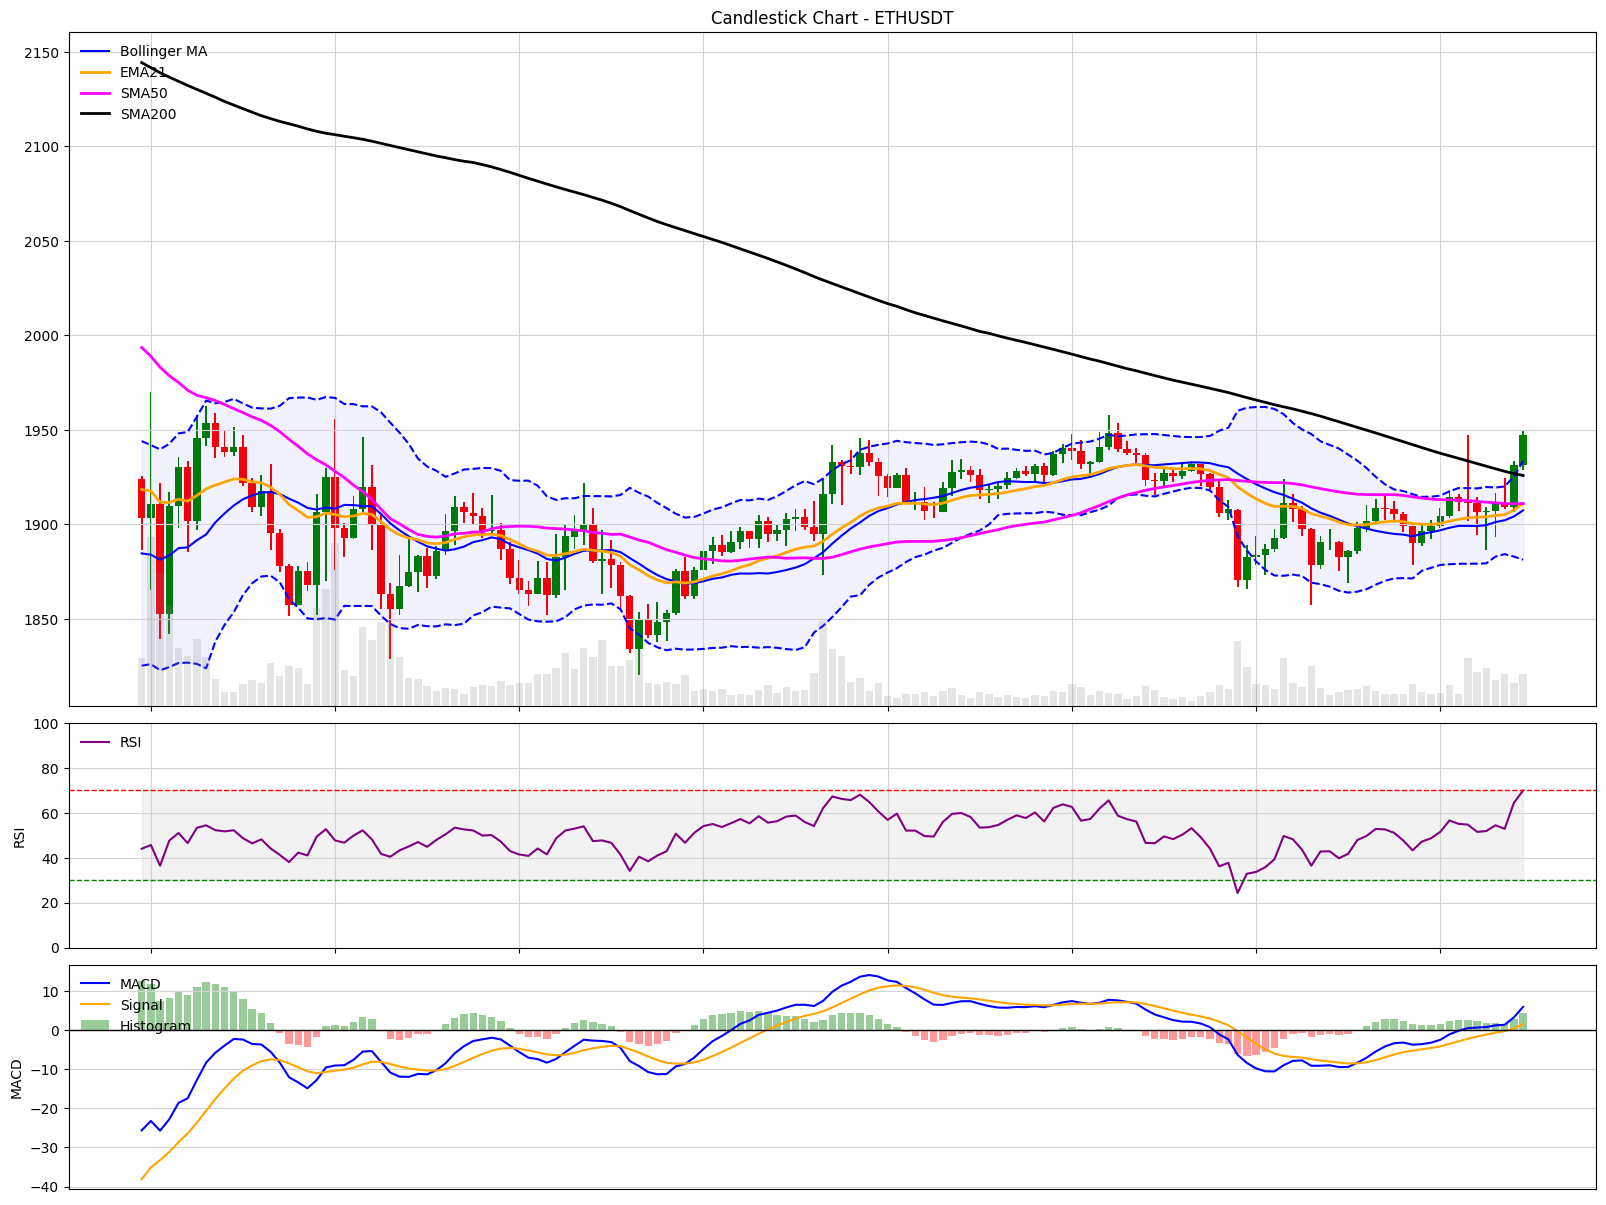 Candlestick Chart - ETHUSDT
2150
2100
2050
2000
1950
1900
1850
Bollinger MA
EMA21
SMA50
SMA200
100
80
60
40
20
0
RSI
RSI
10
0
−10
−20
−30
−40
MACD
MACD
Signal
Histogram